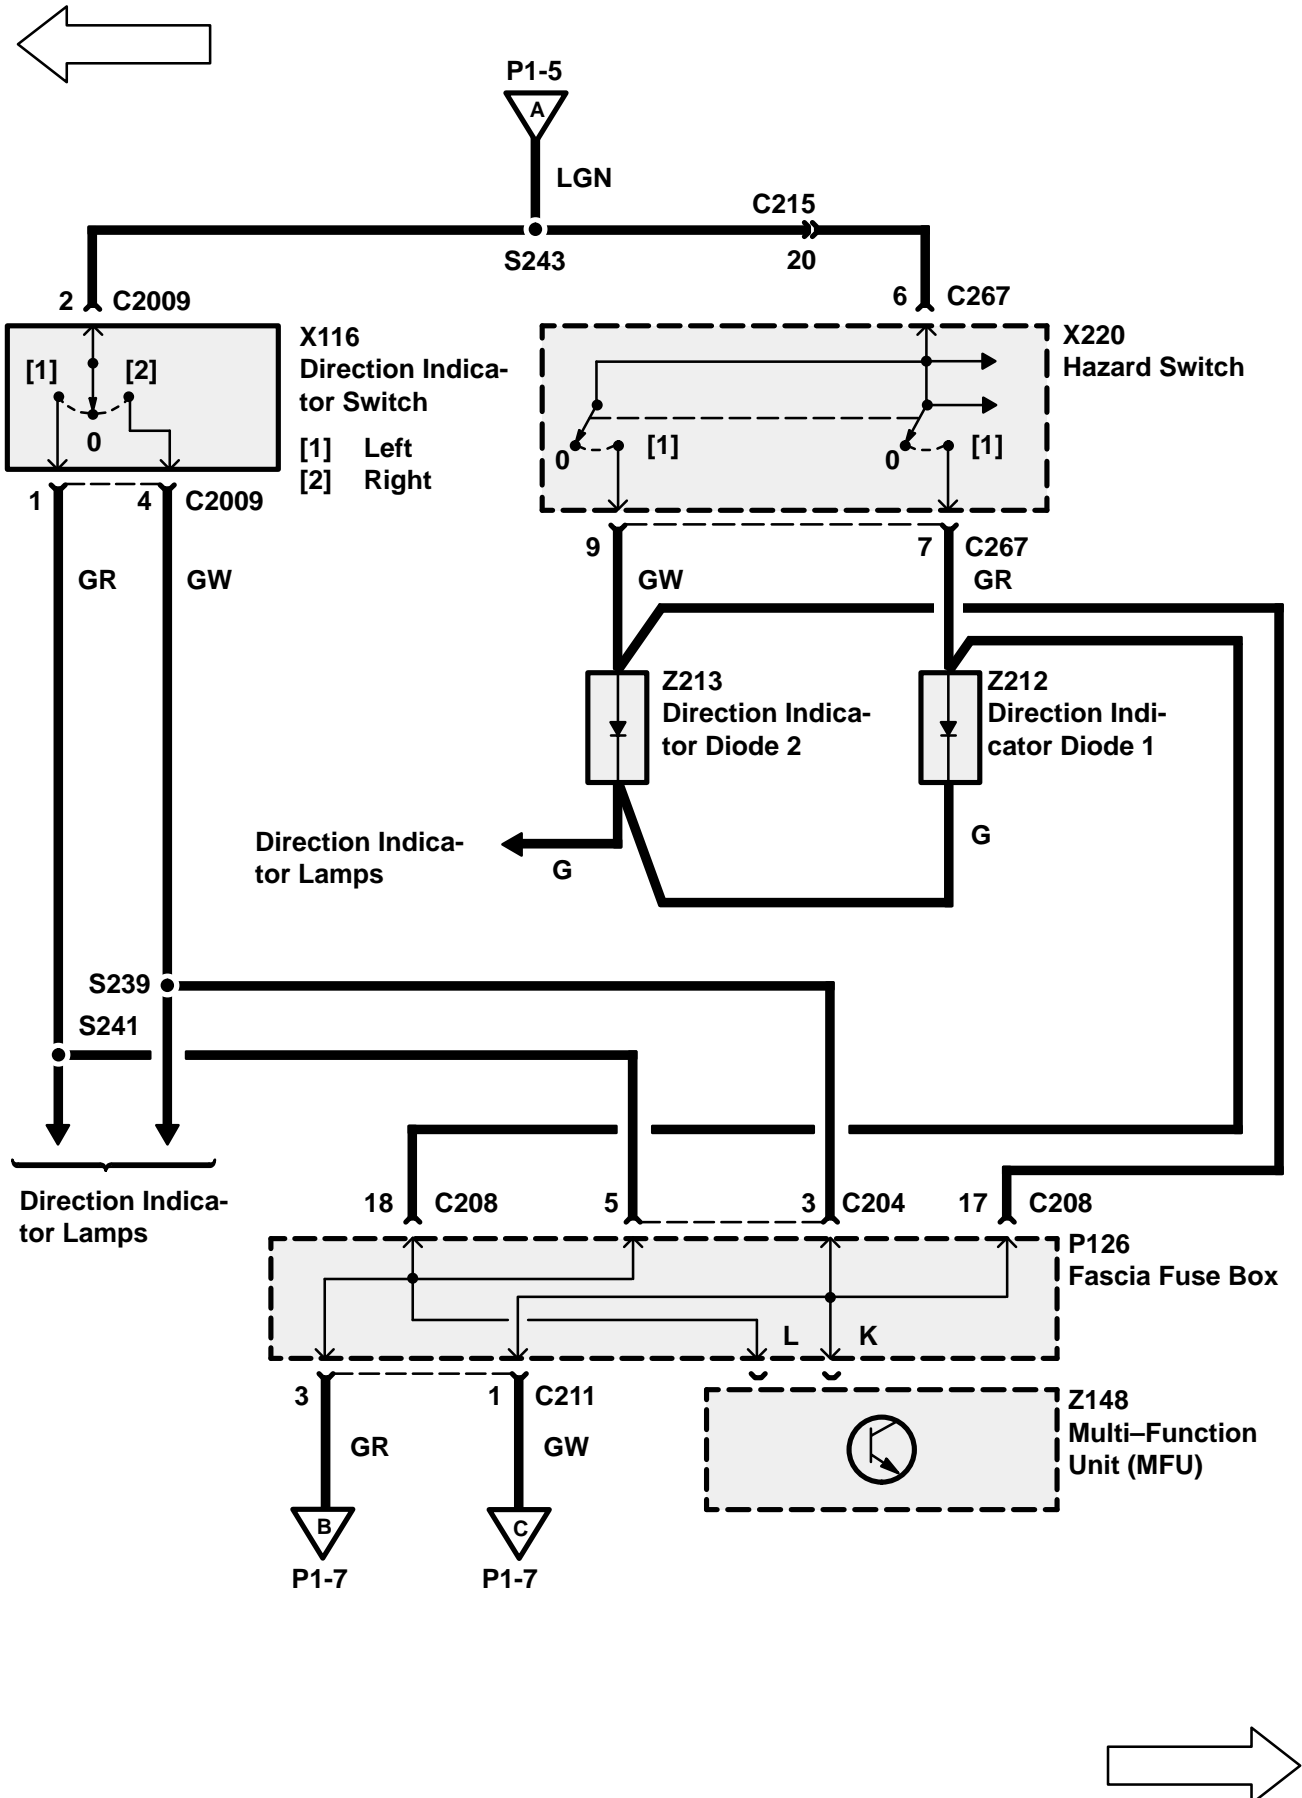 P1-5
A
LGN
C215
S243
20
2 C2009
6 C267
X116
Direction Indica-
tor Switch
[1] Left
[2] Right
[1] [2]
0
X220
Hazard Switch
0 [1]
0 [1]
1 4 C2009
9 7 C267
GR GW
GW GR
Z213
Direction Indica-
tor Diode 2
Z212
Direction Indi-
cator Diode 1
Direction Indica-
tor Lamps
G
G
S239
S241
Direction Indica-
tor Lamps
18 C208 5 3 C204 17 C208
P126
Fascia Fuse Box
L K
3 1 C211
GR GW
Z148
Multi–Function
Unit (MFU)
B C
P1-7 P1-7